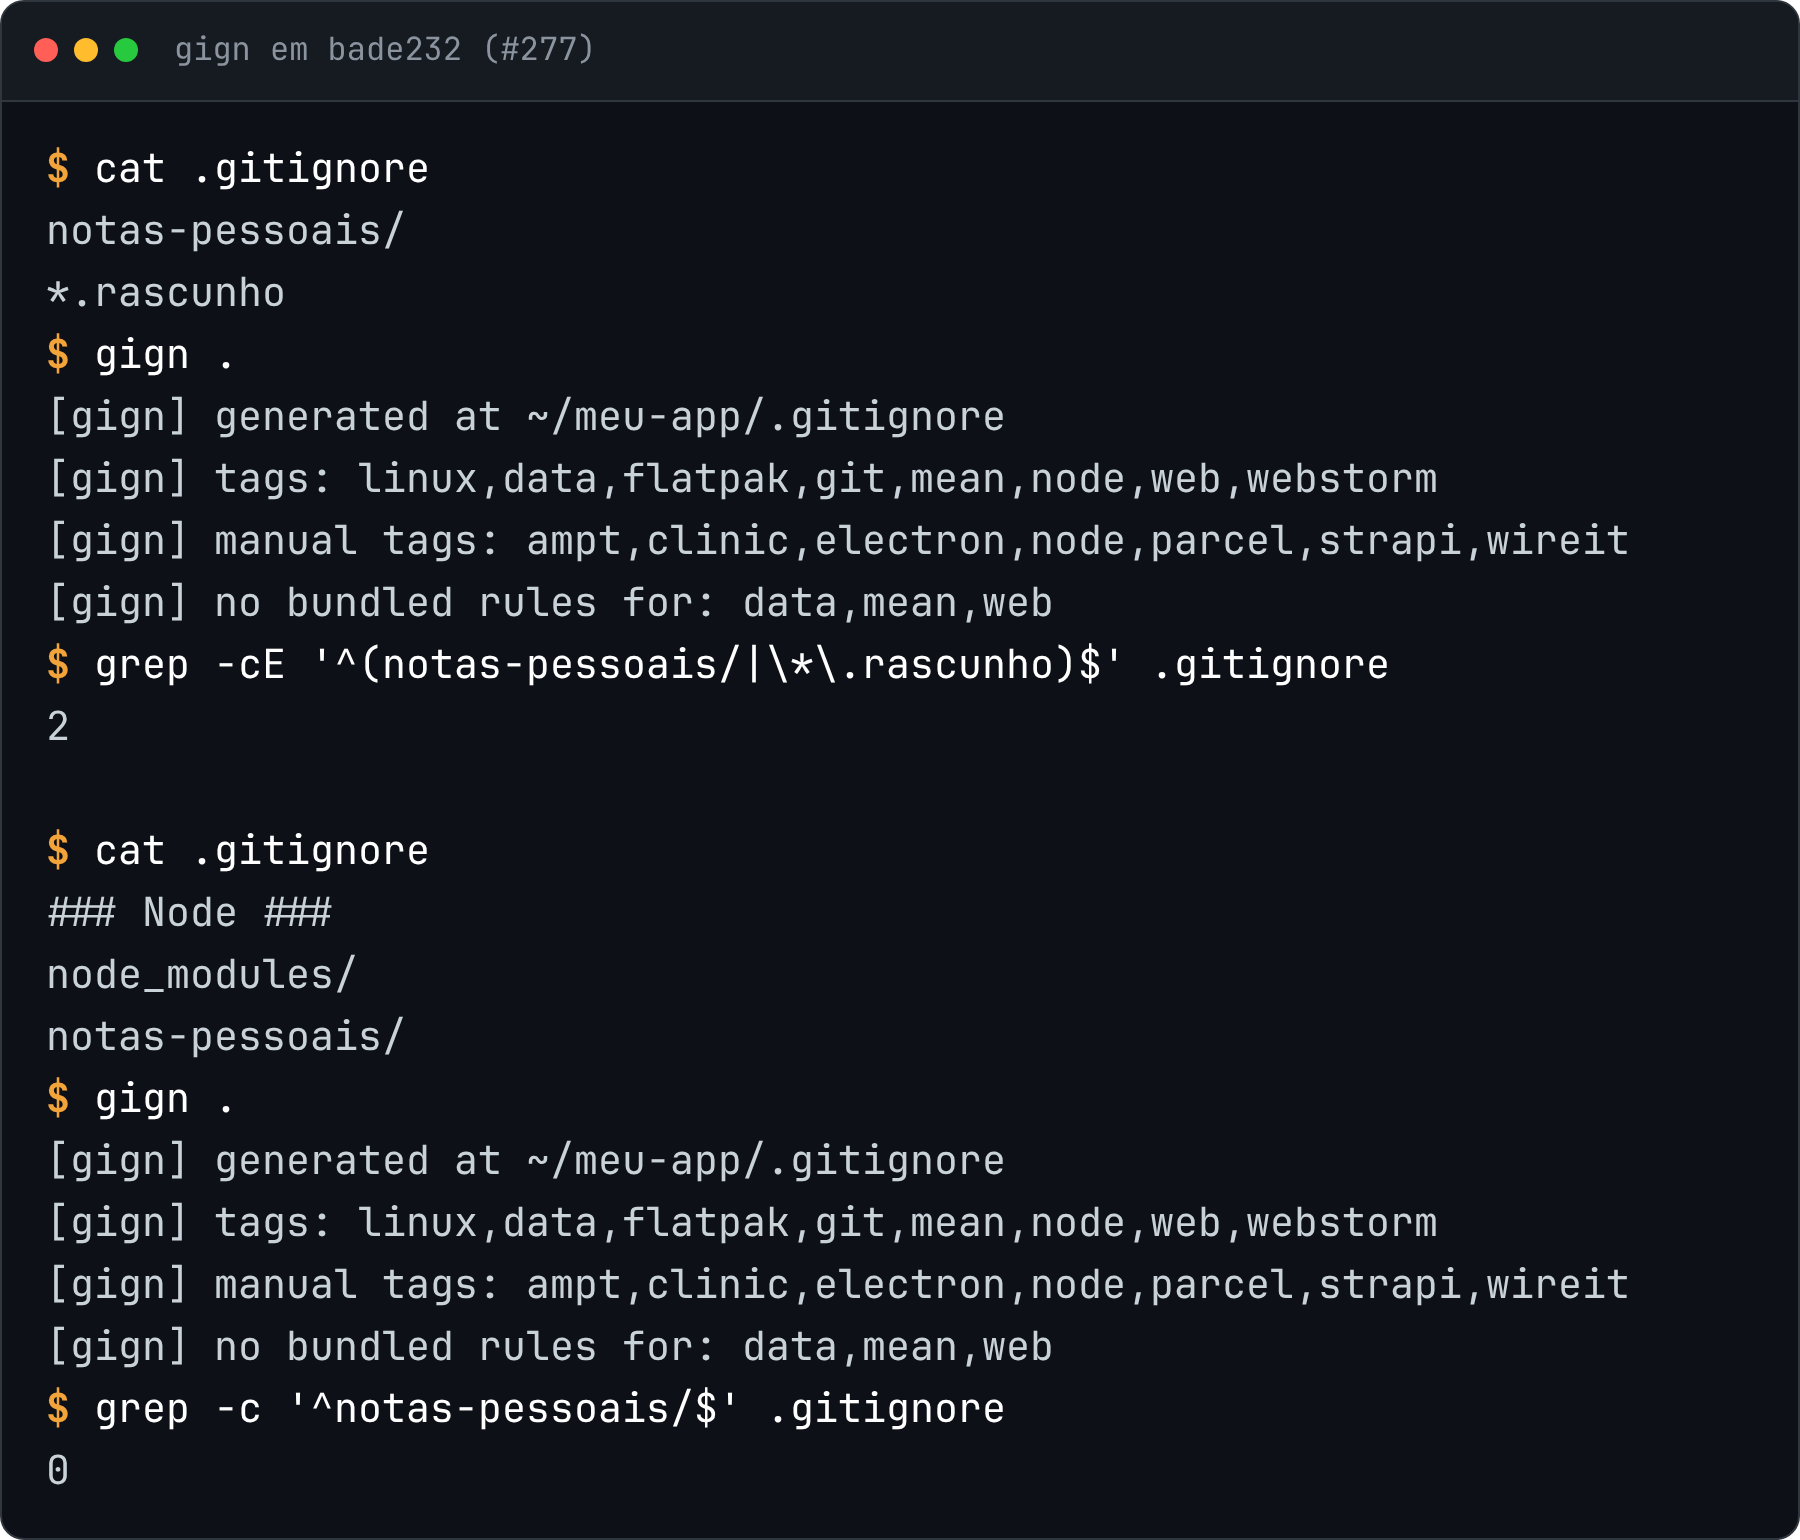 gign em bade232 (#277)
$ cat .gitignore
notas-pessoais/
*.rascunho
$ gign .
[gign] generated at ~/meu-app/.gitignore
[gign] tags: linux,data,flatpak,git,mean,node,web,webstorm
[gign] manual tags: ampt,clinic,electron,node,parcel,strapi,wireit
[gign] no bundled rules for: data,mean,web
$ grep -cE '^(notas-pessoais/|\*\.rascunho)$' .gitignore
2
$ cat .gitignore
### Node ###
node_modules/
notas-pessoais/
$ gign .
[gign] generated at ~/meu-app/.gitignore
[gign] tags: linux,data,flatpak,git,mean,node,web,webstorm
[gign] manual tags: ampt,clinic,electron,node,parcel,strapi,wireit
[gign] no bundled rules for: data,mean,web
$ grep -c '^notas-pessoais/$' .gitignore
0